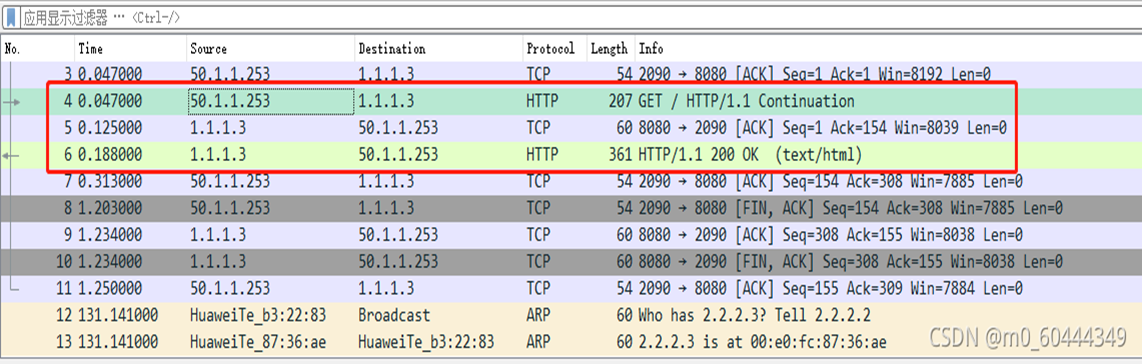 应用显示过滤器 … <Ctrl-/>
No. Time Source Destination Protocol Length Info
3 0.047000 50.1.1.253 1.1.1.3 TCP 54 2090 → 8080 [ACK] Seq=1 Ack=1 Win=8192 Len=0
4 0.047000 50.1.1.253 1.1.1.3 HTTP 207 GET / HTTP/1.1 Continuation
5 0.125000 1.1.1.3 50.1.1.253 TCP 60 8080 → 2090 [ACK] Seq=1 Ack=154 Win=8039 Len=0
6 0.188000 1.1.1.3 50.1.1.253 HTTP 361 HTTP/1.1 200 OK (text/html)
7 0.313000 50.1.1.253 1.1.1.3 TCP 54 2090 → 8080 [ACK] Seq=154 Ack=308 Win=7885 Len=0
8 1.203000 50.1.1.253 1.1.1.3 TCP 54 2090 → 8080 [FIN, ACK] Seq=154 Ack=308 Win=7885 Len=0
9 1.234000 1.1.1.3 50.1.1.253 TCP 60 8080 → 2090 [ACK] Seq=308 Ack=155 Win=8038 Len=0
10 1.234000 1.1.1.3 50.1.1.253 TCP 60 8080 → 2090 [FIN, ACK] Seq=308 Ack=155 Win=8038 Len=0
11 1.250000 50.1.1.253 1.1.1.3 TCP 54 2090 → 8080 [ACK] Seq=155 Ack=309 Win=7884 Len=0
12 131.141000 HuaweiTe_b3:22:83 Broadcast ARP 60 Who has 2.2.2.3? Tell 2.2.2.2
13 131.141000 HuaweiTe_87:36:ae HuaweiTe_b3:22:83 ARP 60 2.2.2.3 is at 00:e0:fc:87:36:ae
CSDN @m0_60444349